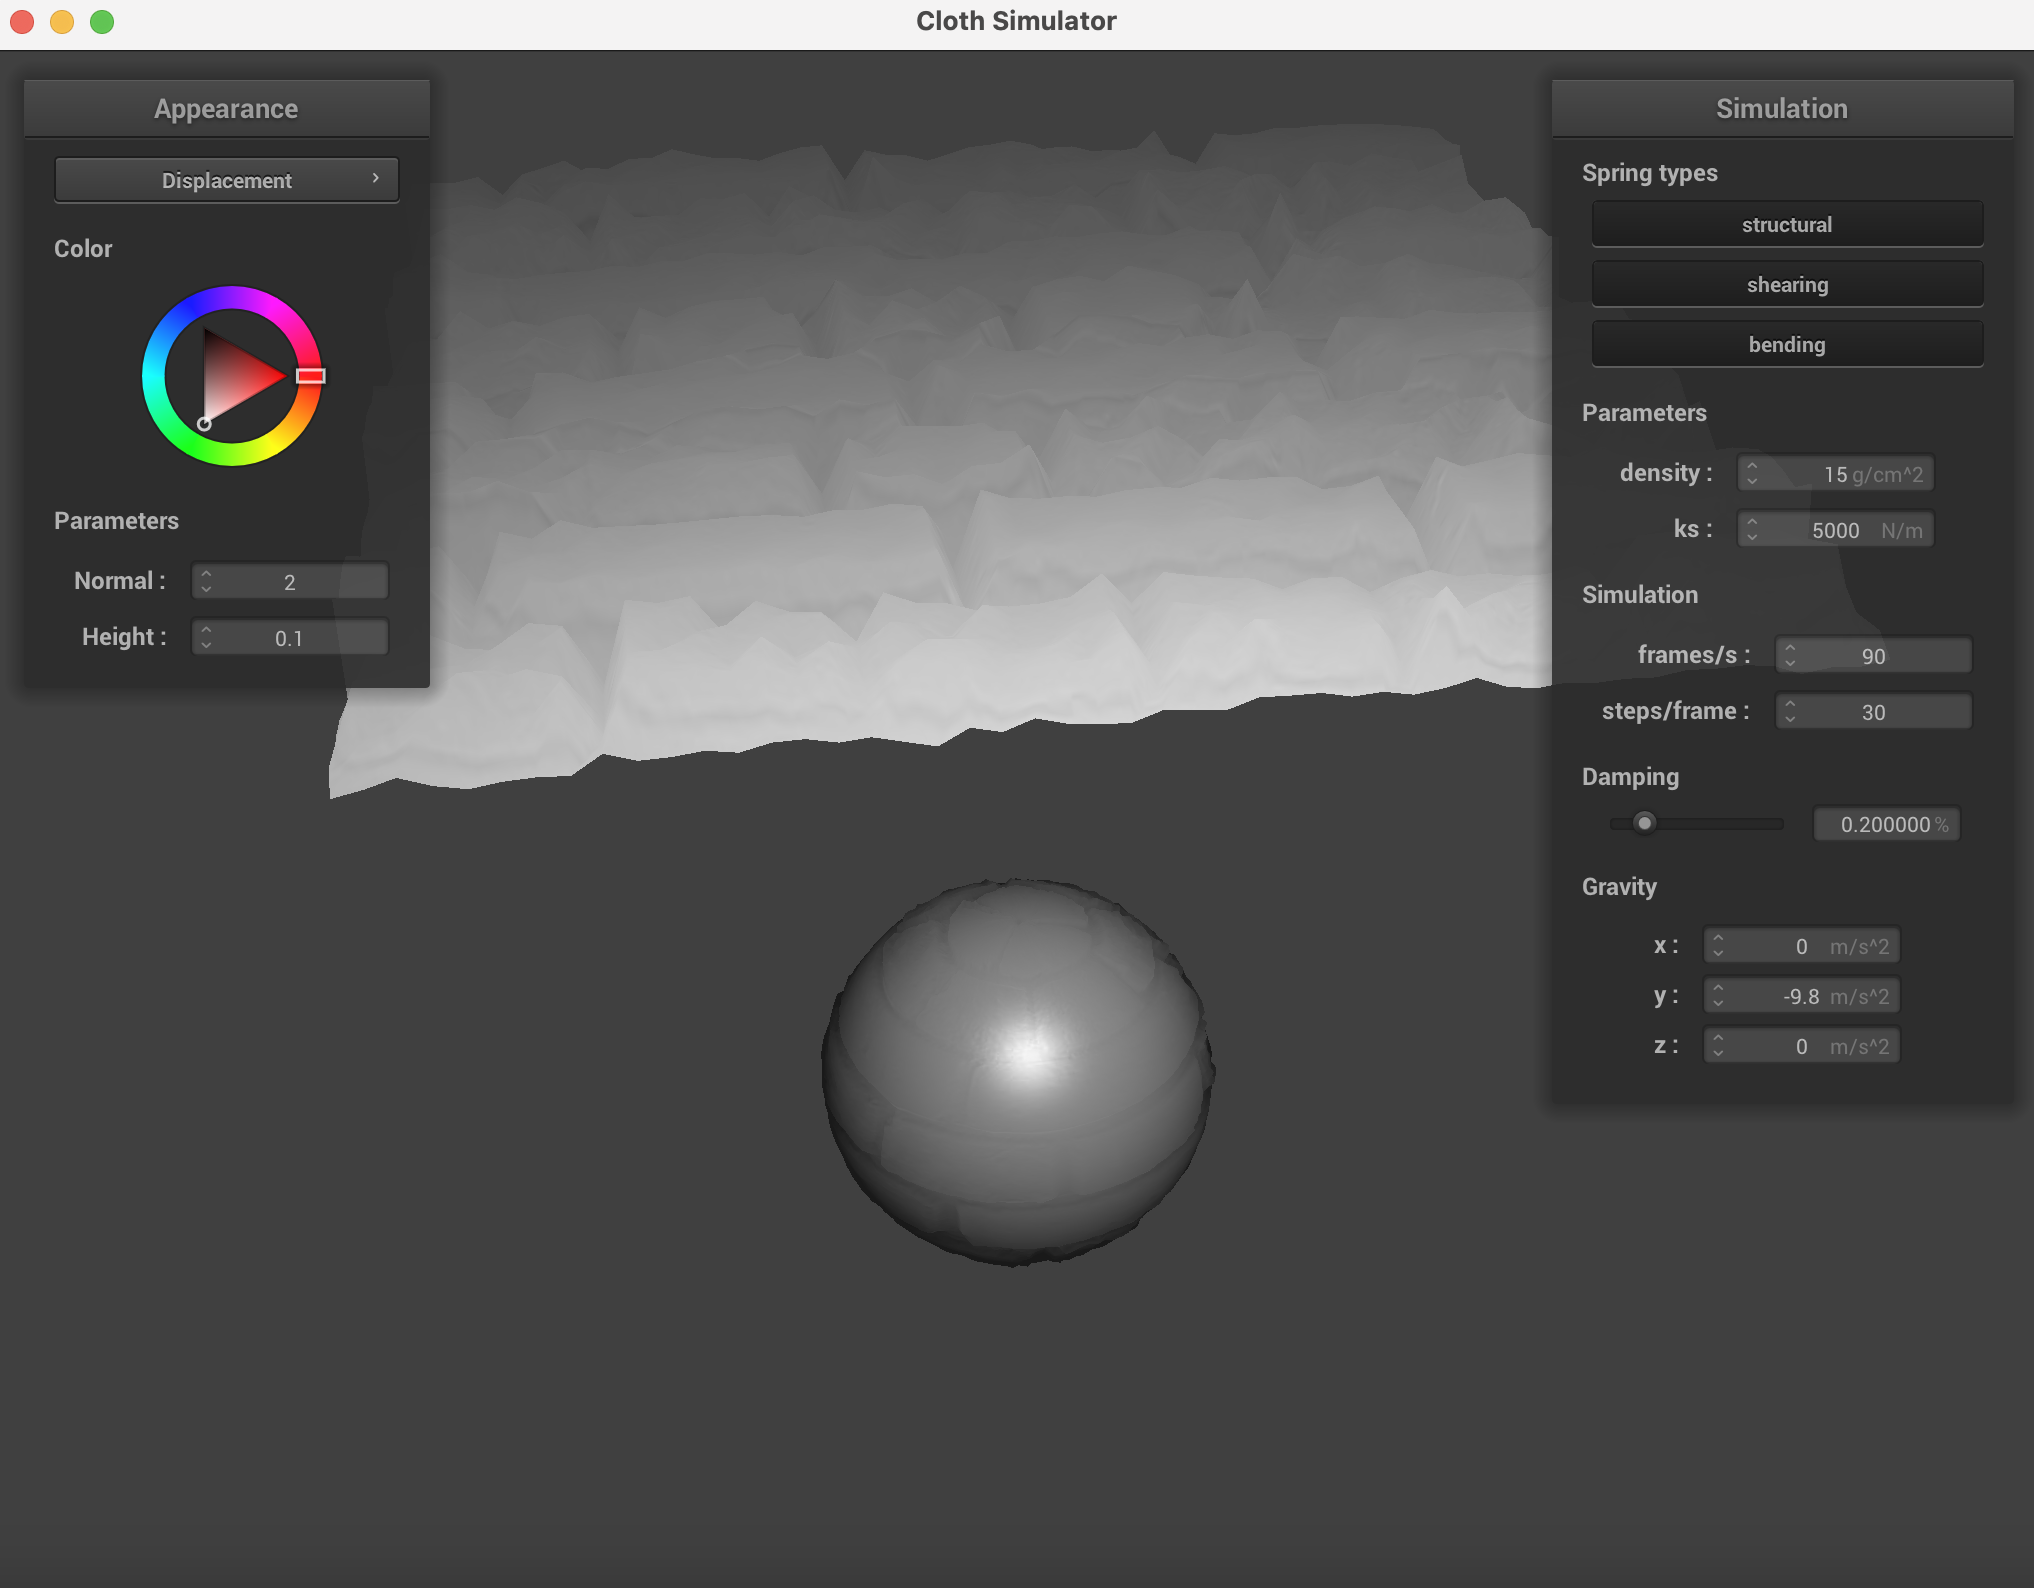 Cloth Simulator
Appearance
Displacement
Color
Parameters
Normal : 2
Height : 0.1
Simulation
Spring types
structural
shearing
bending
Parameters
density : 15 g/cm^2
ks : 5000 N/m
Simulation
frames/s : 90
steps/frame : 30
Damping
0.200000 %
Gravity
x : 0 m/s^2
y : -9.8 m/s^2
z : 0 m/s^2